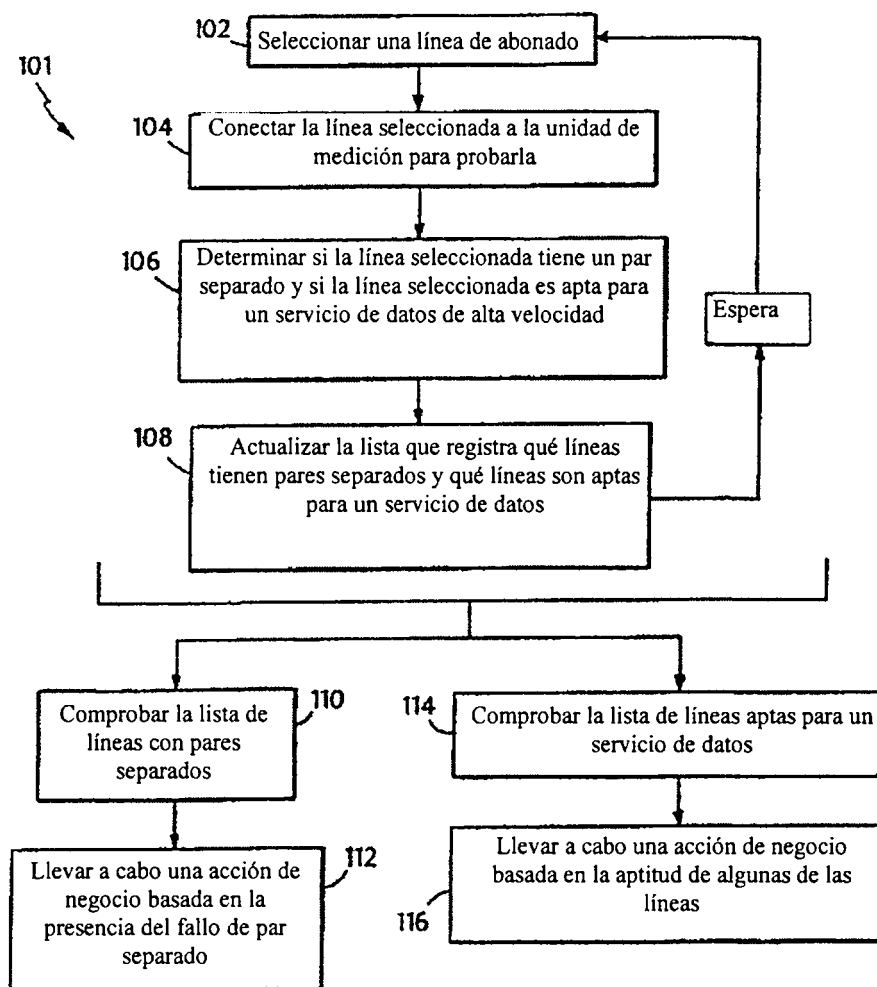 102
Seleccionar una línea de abonado
101
104
Conectar la línea seleccionada a la unidad de
medición para probarla
106
Determinar si la línea seleccionada tiene un par
separado y si la línea seleccionada es apta para
un servicio de datos de alta velocidad
Espera
108
Actualizar la lista que registra qué líneas
tienen pares separados y qué líneas son aptas
para un servicio de datos
110
Comprobar la lista de
líneas con pares
separados
114
Comprobar la lista de líneas aptas para un
servicio de datos
112
Llevar a cabo una acción de
negocio basada en la
presencia del fallo de par
separado
116
Llevar a cabo una acción de negocio
basada en la aptitud de algunas de las
líneas